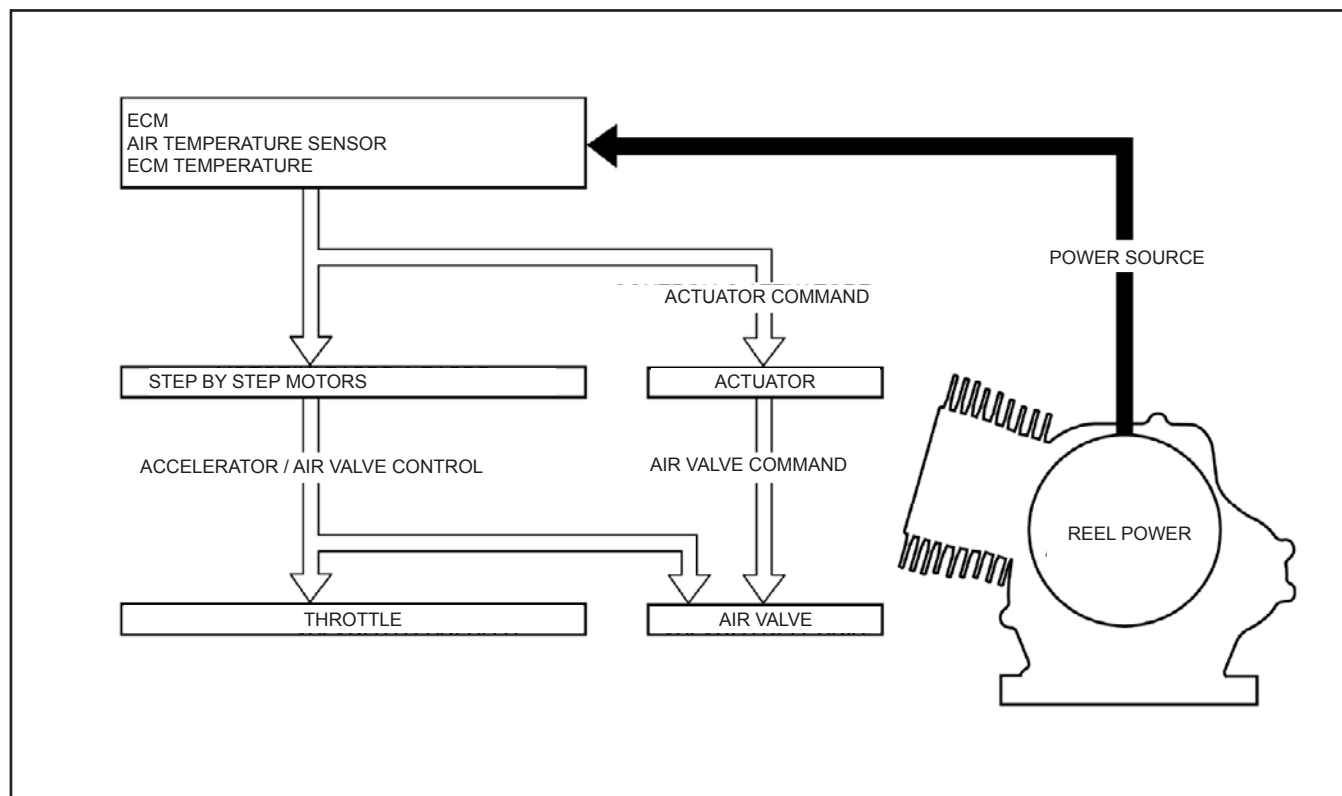 ECM
AIR TEMPERATURE SENSOR
ECM TEMPERATURE
POWER SOURCE
ACTUATOR COMMAND
STEP BY STEP MOTORS
ACTUATOR
ACCELERATOR / AIR VALVE CONTROL
AIR VALVE COMMAND
REEL POWER
THROTTLE
AIR VALVE